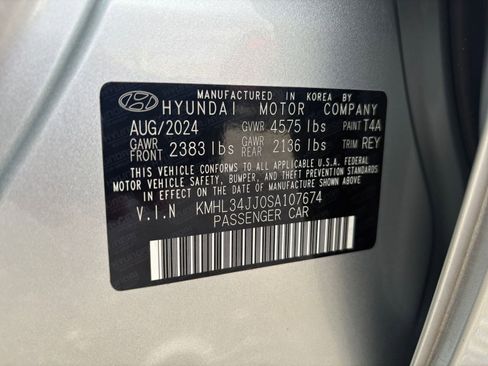 MANUFACTURED IN KOREA BY
HYUNDAI MOTOR COMPANY
AUG/2024 GVWR 4575 lbs PAINT T4A
GAWR FRONT 2383 lbs GAWR REAR 2136 lbs TRIM REY
THIS VEHICLE CONFORMS TO ALL APPLICABLE U.S.A. FEDERAL
MOTOR VEHICLE SAFETY, BUMPER, AND THEFT PREVENTION STANDARDS
IN EFFECT ON THE DATE OF MANUFACTURE SHOWN ABOVE.
V.I.N KMHL34JJ0SA107674
PASSENGER CAR